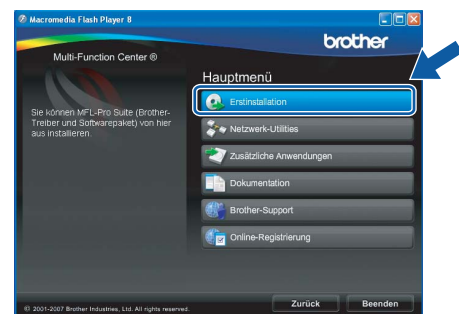 Macromedia Flash Player 8
brother
Multi-Function Center ®
Hauptmenü
Sie können MFL-Pro Suite (Brother-
Treiber und Softwarepaket) von hier
aus installieren.
Erstinstallation
Netzwerk-Utilities
Zusätzliche Anwendungen
Dokumentation
Brother-Support
Online-Registrierung
© 2001-2007 Brother Industries, Ltd. All rights reserved.
Zurück
Beenden